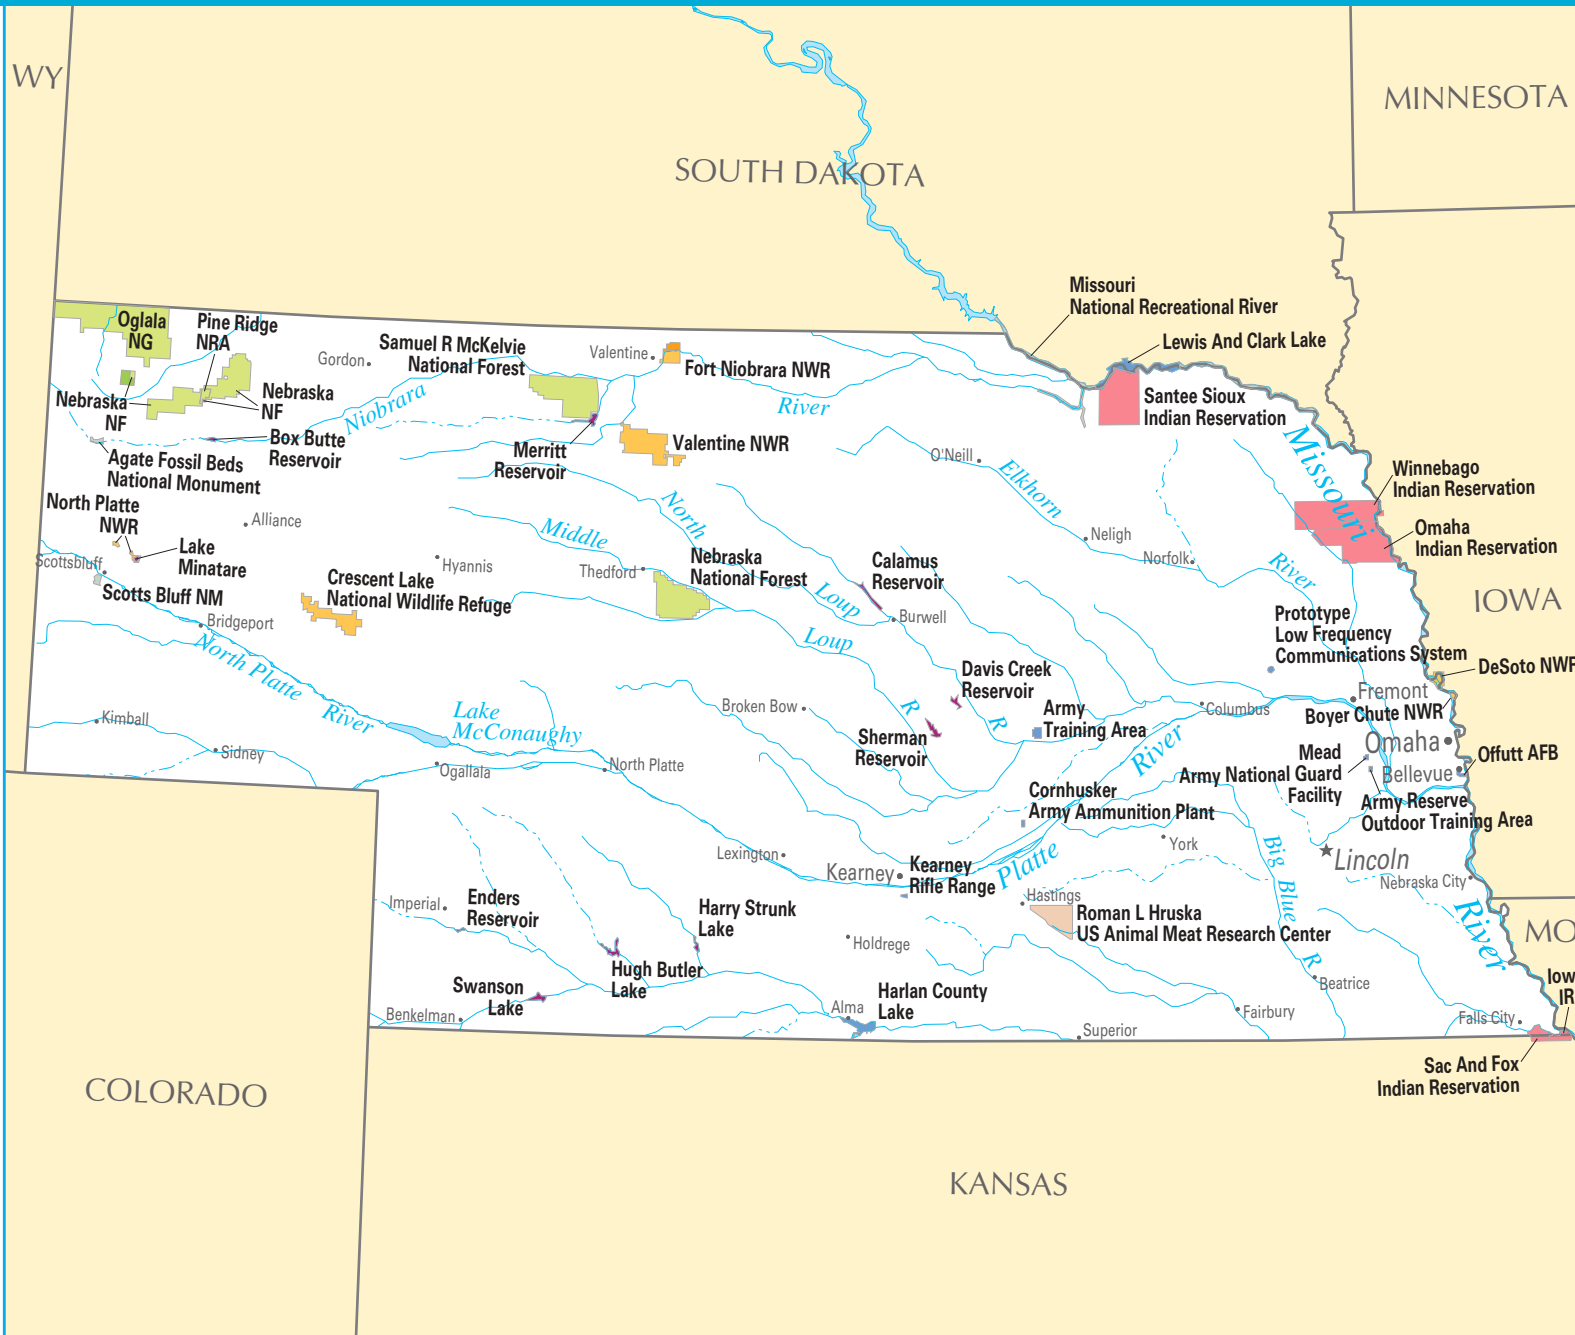 WY
MINNESOTA
SOUTH DAKOTA
Missouri
National Recreational River
Lewis And Clark Lake
Oglala
NG
Pine Ridge
NRA
Gordon
Samuel R McKelvie
National Forest
Valentine
Fort Niobrara NWR
Santee Sioux
Indian Reservation
Nebraska
NF
Nebraska
NF
Niobrara
River
Box Butte
Reservoir
Merritt
Reservoir
Valentine NWR
Agate Fossil Beds
National Monument
O'Neill
Elkhorn
Missouri
Winnebago
Indian Reservation
North Platte
NWR
Alliance
North
Middle
Neligh
Omaha
Indian Reservation
Lake
Minatare
Scottsbluff
Hyannis
Thedford
Nebraska
National Forest
Calamus
Reservoir
Norfolk
River
Scotts Bluff NM
Crescent Lake
National Wildlife Refuge
Loup
Burwell
IOWA
Bridgeport
Loup
Prototype
Low Frequency
Communications System
North Platte
River
Davis Creek
Reservoir
DeSoto NWR
Kimball
Lake
McConaughy
Broken Bow
R
R
Army
Training Area
Columbus
Fremont
Boyer Chute NWR
Sidney
Ogallala
North Platte
Sherman
Reservoir
River
Omaha
Mead
Army National Guard
Facility
Offutt AFB
Bellevue
Cornhusker
Army Ammunition Plant
Army Reserve
Outdoor Training Area
Lexington
Kearney
Kearney
Rifle Range
Platte
York
Big Blue
R
Lincoln
Nebraska City
Imperial
Enders
Reservoir
Harry Strunk
Lake
Hastings
Roman L Hruska
US Animal Meat Research Center
River
MO
Holdrege
Hugh Butler
Lake
Swanson
Lake
Harlan County
Lake
Beatrice
Iow
IR
Benkelman
Alma
Superior
Fairbury
Falls City
Sac And Fox
Indian Reservation
COLORADO
KANSAS